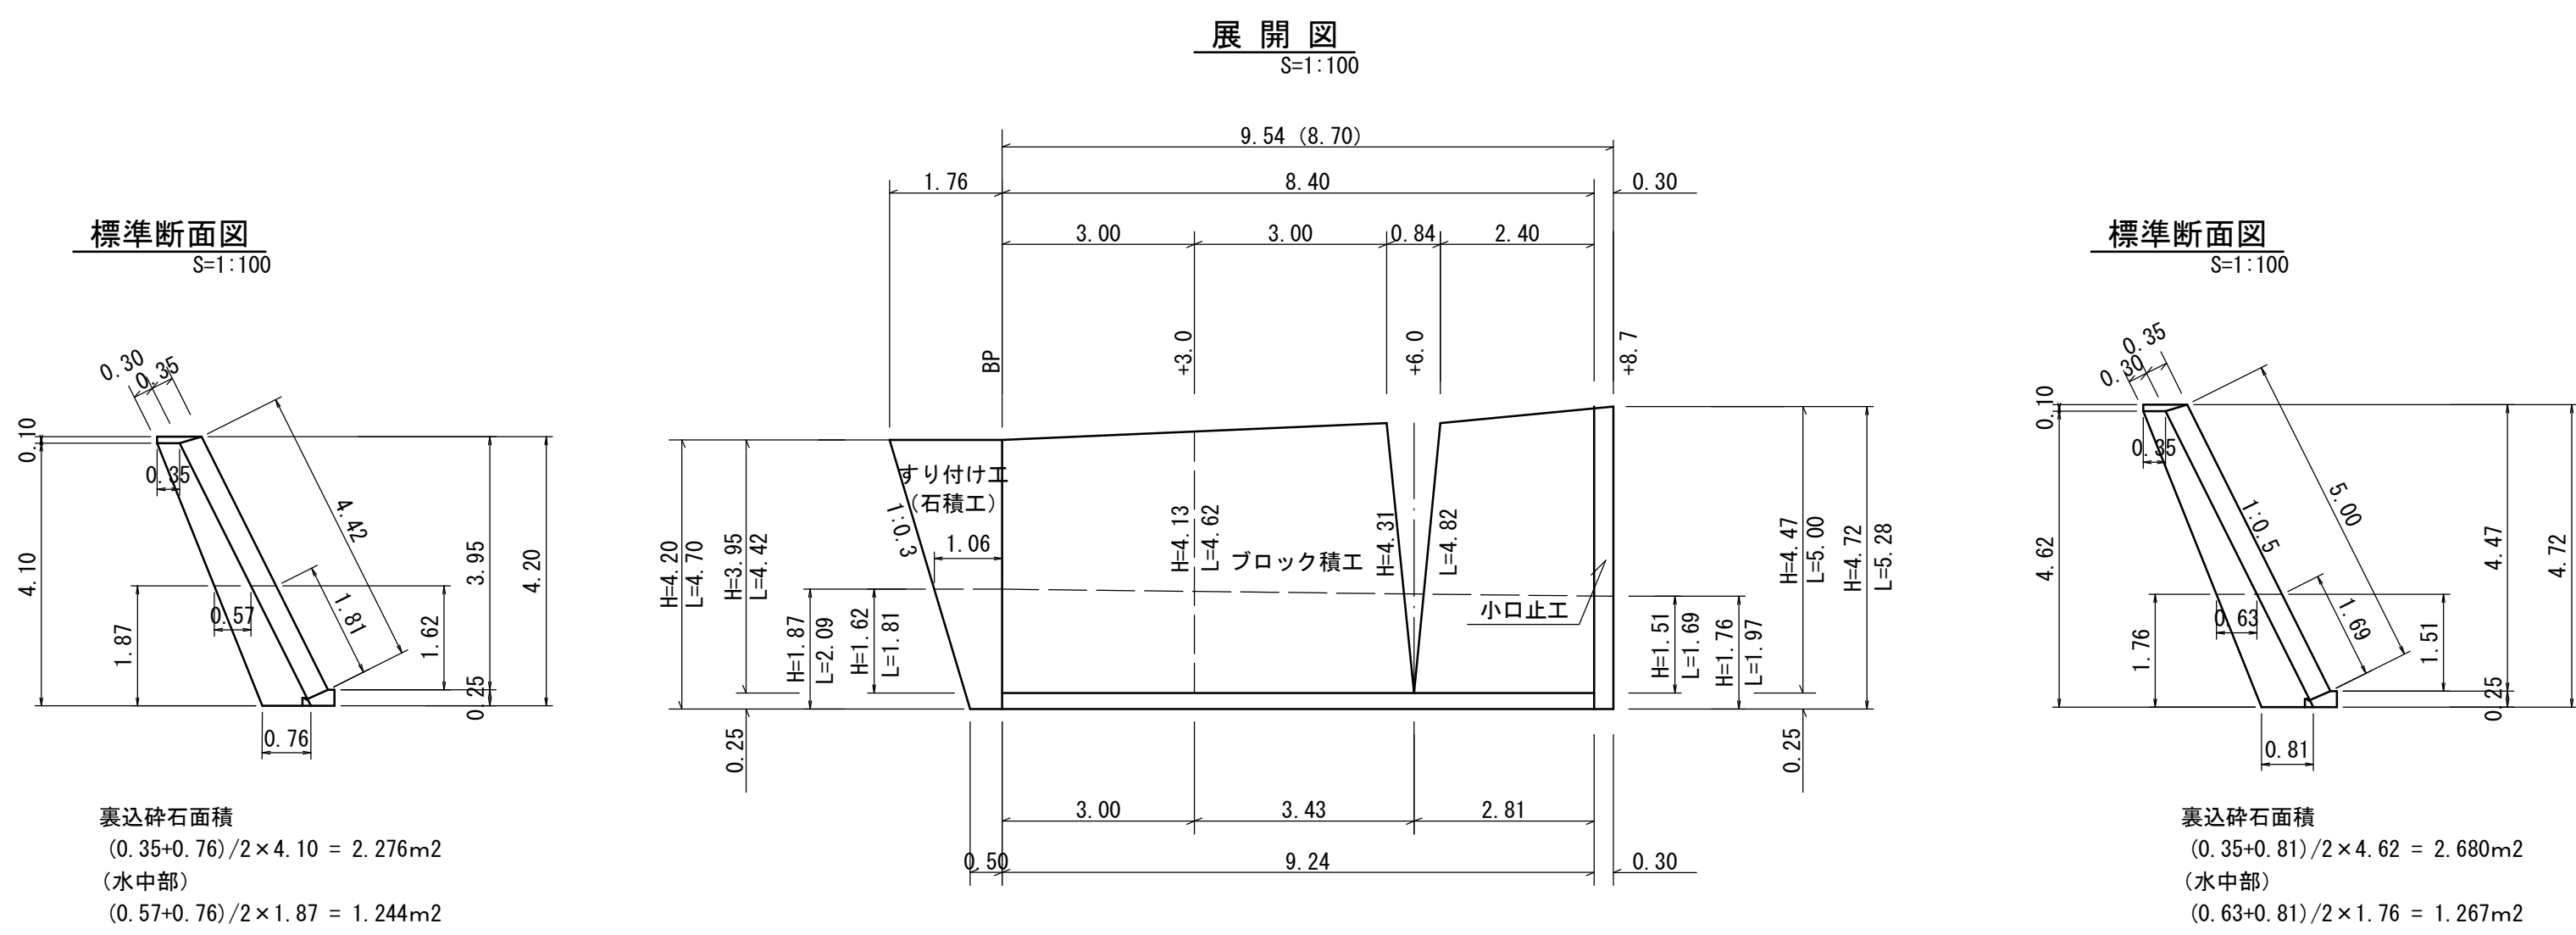 展開図
S=1:100
9.54 (8.70)
1.76
8.40
0.30
3.00
3.00
0.84
2.40
BP
+3.0
+6.0
+8.7
標準断面図
S=1:100
0.30
0.35
0.10
0.35
4.42
4.10
3.95
4.20
0.57
1.81
1.87
1.62
0.25
0.76
裏込砕石面積
(0.35+0.76)/2×4.10 = 2.276m2
(水中部)
(0.57+0.76)/2×1.87 = 1.244m2
すり付け工
(石積工)
1:0.3
1.06
H=4.20
L=4.70
H=3.95
L=4.42
H=1.87
L=2.09
H=1.62
L=1.81
0.25
H=4.13
L=4.62
ブロック積工
H=4.31
L=4.82
小口止工
H=1.51
L=1.69
H=1.76
L=1.97
H=4.47
L=5.00
H=4.72
L=5.28
0.25
3.00
3.43
2.81
0.50
9.24
0.30
標準断面図
S=1:100
0.35
0.30
0.10
0.35
5.00
1:0.5
4.62
4.47
4.72
0.63
1.69
1.76
1.51
0.25
0.81
裏込砕石面積
(0.35+0.81)/2×4.62 = 2.680m2
(水中部)
(0.63+0.81)/2×1.76 = 1.267m2